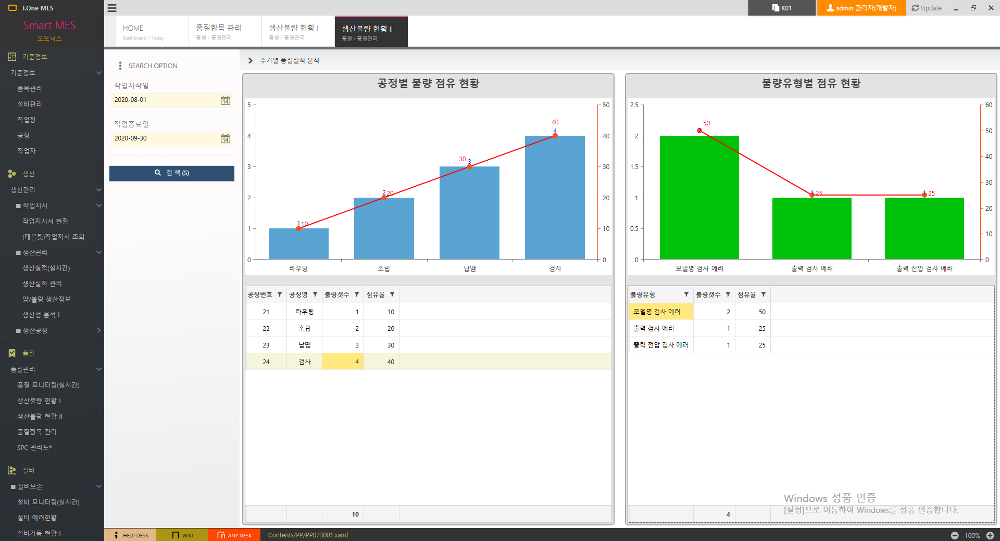 J.One MES
K01
admin 관리자(개발자)
Update
Smart MES
오토닉스
HOME
Dashboard / Today
품질항목 관리
품질 / 품질관리
생산불량 현황 I
품질 / 품질관리
생산불량 현황 II
품질 / 품질관리
기준정보
기준정보
품목관리
설비관리
작업장
공정
작업자
생산
생산관리
작업지시
작업지시서 현황
(태블릿)작업지시 조회
생산관리
생산실적(실시간)
생산실적 관리
양/불량 생산정보
생산성 분석 I
생산공정
품질
품질관리
품질 모니터링(실시간)
생산불량 현황 I
생산불량 현황 II
품질항목 관리
SPC 관리도*
설비
설비보존
설비 모니터링(실시간)
설비 에러현황
설비가동 현황 I
SEARCH OPTION
작업시작일
2020-08-01
14
작업종료일
2020-09-30
14
검 색 (S)
주기별 품질실적 분석
공정별 불량 점유 현황
5
4
3
2
1
0
50
40
30
20
10
0
1 10
2 20
30 3
40
4
라우팅 조립 납땜 검사
공정번호 공정명 불량갯수 점유율
21 라우팅 1 10
22 조립 2 20
23 납땜 3 30
24 검사 4 40
10
불량유형별 점유 현황
2.5
2
1.5
1
0.5
0
60
50
40
30
20
10
0
50
2
1 25
1 25
모델명 검사 에러 출력 검사 에러 출력 전압 검사 에러
불량유형 불량갯수 점유율
모델명 검사 에러 2 50
출력 검사 에러 1 25
출력 전압 검사 에러 1 25
4
Windows 정품 인증
[설정]으로 이동하여 Windows를 정품 인증합니다.
HELP DESK
WIKI
ANY DESK
Contents/PP/PP073001.xaml
100%